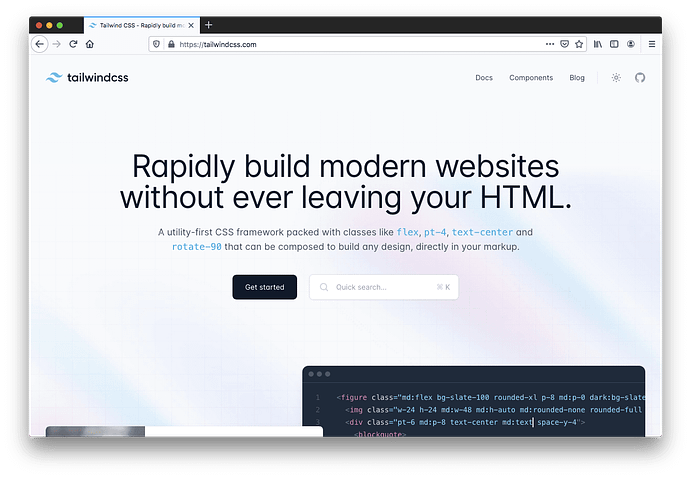 Tailwind CSS - Rapidly build mo
https://tailwindcss.com
tailwindcss
Docs
Components
Blog
Rapidly build modern websites
without ever leaving your HTML.
A utility-first CSS framework packed with classes like flex, pt-4, text-center and
rotate-90 that can be composed to build any design, directly in your markup.
Get started
Quick search...
⌘ K
1 <figure class="md:flex bg-slate-100 rounded-xl p-8 md:p-0 dark:bg-slate
2 <img class="w-24 h-24 md:w-48 md:h-auto md:rounded-none rounded-full
3 <div class="pt-6 md:p-8 text-center md:text space-y-4">
<blockquote>